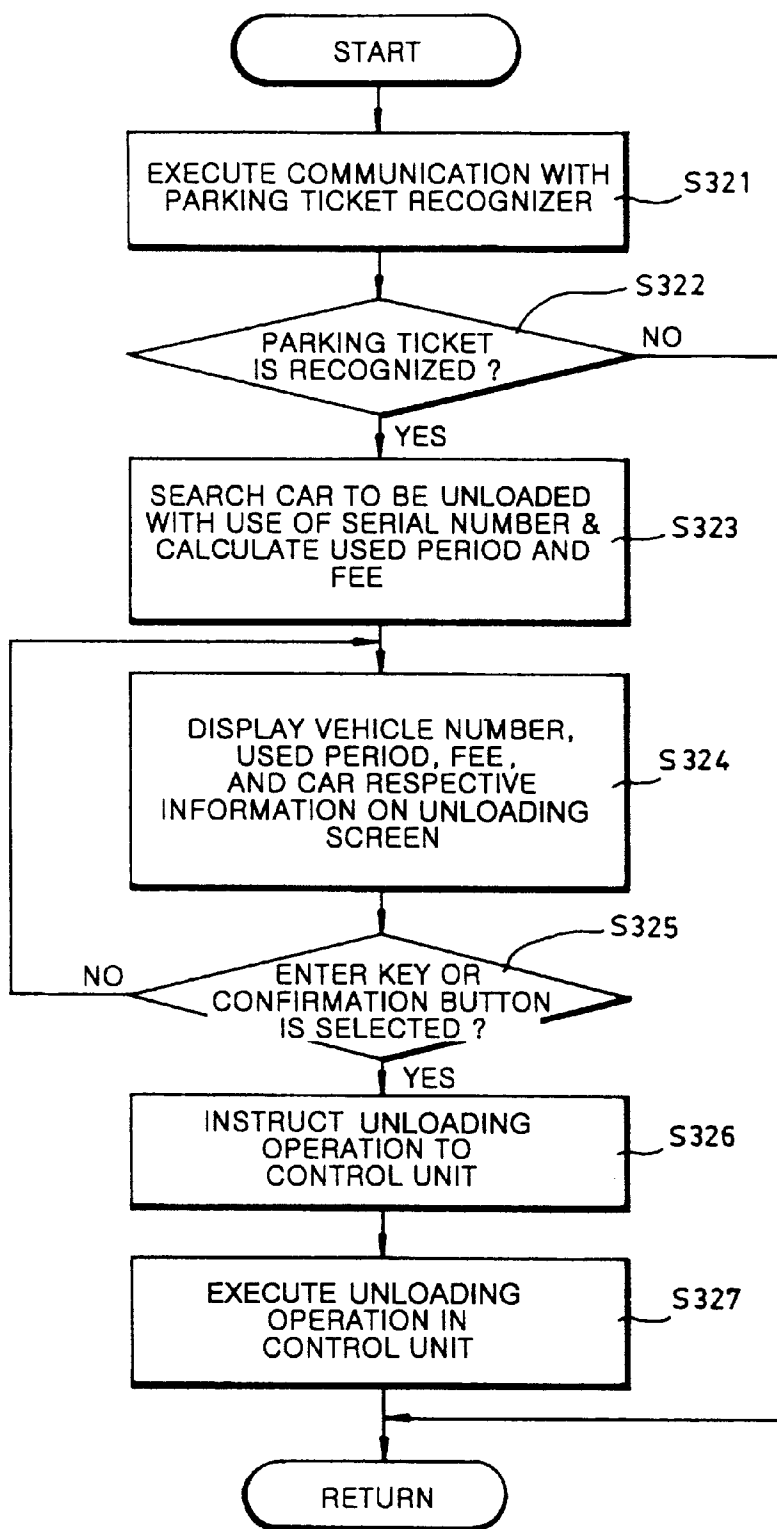 START
EXECUTE COMMUNICATION WITH
PARKING TICKET RECOGNIZER
S321
S322
PARKING TICKET
IS RECOGNIZED ?
NO
YES
SEARCH CAR TO BE UNLOADED
WITH USE OF SERIAL NUMBER &
CALCULATE USED PERIOD AND
FEE
S323
DISPLAY VEHICLE NUMBER,
USED PERIOD, FEE,
AND CAR RESPECTIVE
INFORMATION ON UNLOADING
SCREEN
S324
S325
NO
ENTER KEY OR
CONFIRMATION BUTTON
IS SELECTED ?
YES
INSTRUCT UNLOADING
OPERATION TO
CONTROL UNIT
S326
EXECUTE UNLOADING
OPERATION IN
CONTROL UNIT
S327
RETURN